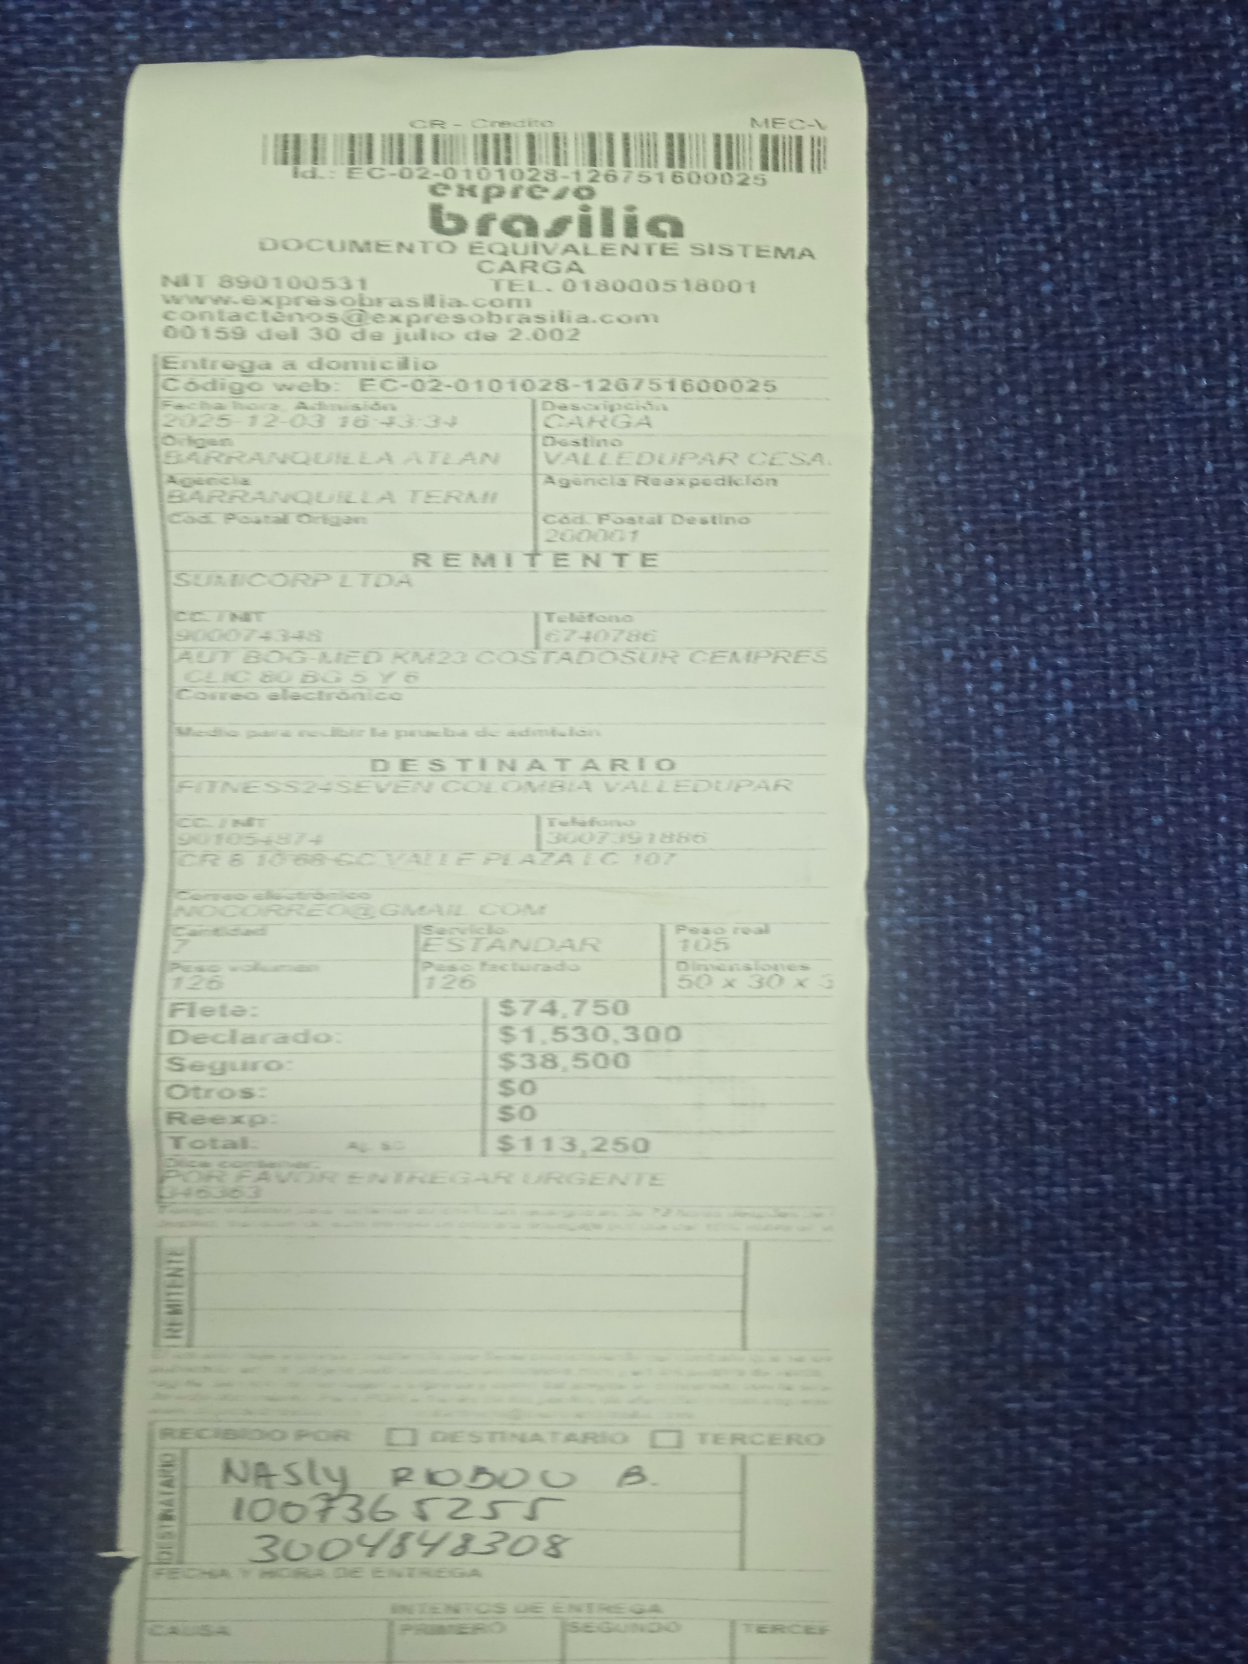 CR - Credito MEC-V
Id.: EC-02-0101028-126751600025
expreso
brasilia
DOCUMENTO EQUIVALENTE SISTEMA
CARGA
NIT 890100531 TEL. 018000518001
www.expresobrasilia.com
contactenos@expresobrasilia.com
00159 del 30 de julio de 2.002
Entrega a domicilio
Código web: EC-02-0101028-126751600025
Fecha hora, Admisión Descripción
2025-12-03 16:43:34 CARGA
Origen Destino
BARRANQUILLA ATLAN VALLEDUPAR CESA
Agencia Agencia Reexpedición
BARRANQUILLA TERMI
Cód. Postal Origen Cód. Postal Destino
200001
REMITENTE
SUMICORP LTDA
CC. / NIT Teléfono
900074348 6740786
AUT BOG-MED KM23 COSTADOSUR CEMPRES
CLIC 80 BG 5 Y 6
Correo electrónico
Medio para recibir la prueba de admisión
DESTINATARIO
FITNESS24SEVEN COLOMBIA VALLEDUPAR
CC. / NIT Teléfono
901054874 3007391886
CR 8 10 68 CC VALLE PLAZA LC 107
Correo electrónico
NOCORREO@GMAIL.COM
Cantidad Servicio Peso real
7 ESTANDAR 105
Peso volumen Peso facturado Dimensiones
126 126 50 x 30 x 3
Flete: $74,750
Declarado: $1,530,300
Seguro: $38,500
Otros: $0
Reexp: $0
Total: $113,250
Dice contener:
POR FAVOR ENTREGAR URGENTE
346363
REMITENTE
RECIBIDO POR DESTINATARIO TERCERO
DESTINATARIO
NASly B.
1007365255
3004848308
FECHA Y HORA DE ENTREGA
INTENTOS DE ENTREGA
CAUSA PRIMERO SEGUNDO TERCER